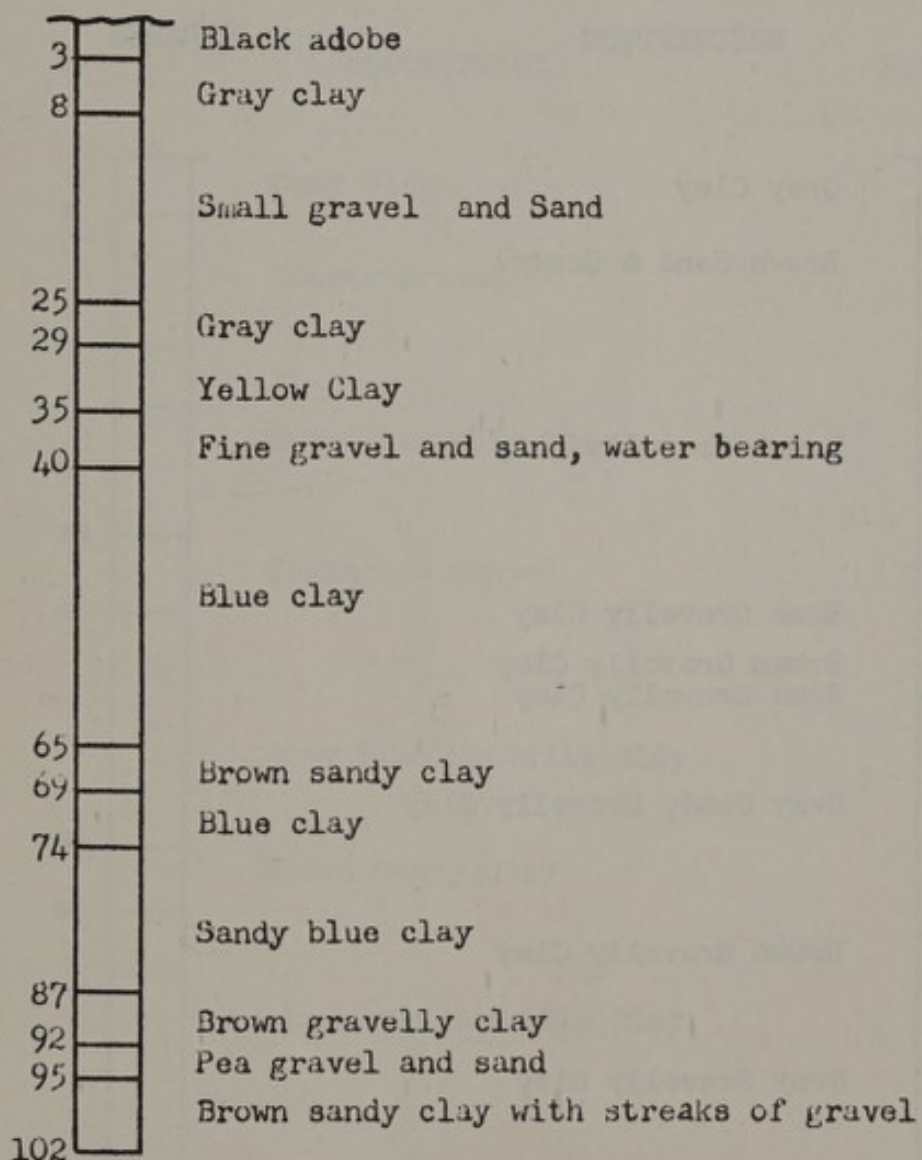 Black adobe
3
Gray clay
8
Small gravel and Sand
25
Gray clay
29
Yellow Clay
35
Fine gravel and sand, water bearing
40
Blue clay
65
Brown sandy clay
69
Blue clay
74
Sandy blue clay
87
Brown gravelly clay
92
Pea gravel and sand
95
Brown sandy clay with streaks of gravel
102